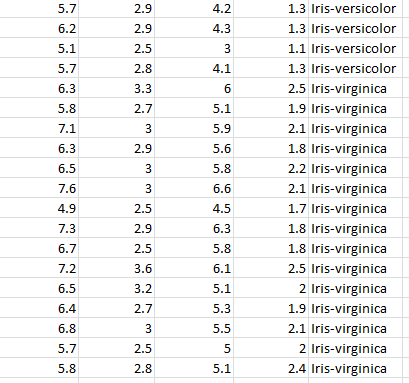 5.7 2.9 4.2 1.3 Iris-versicolor
6.2 2.9 4.3 1.3 Iris-versicolor
5.1 2.5 3 1.1 Iris-versicolor
5.7 2.8 4.1 1.3 Iris-versicolor
6.3 3.3 6 2.5 Iris-virginica
5.8 2.7 5.1 1.9 Iris-virginica
7.1 3 5.9 2.1 Iris-virginica
6.3 2.9 5.6 1.8 Iris-virginica
6.5 3 5.8 2.2 Iris-virginica
7.6 3 6.6 2.1 Iris-virginica
4.9 2.5 4.5 1.7 Iris-virginica
7.3 2.9 6.3 1.8 Iris-virginica
6.7 2.5 5.8 1.8 Iris-virginica
7.2 3.6 6.1 2.5 Iris-virginica
6.5 3.2 5.1 2 Iris-virginica
6.4 2.7 5.3 1.9 Iris-virginica
6.8 3 5.5 2.1 Iris-virginica
5.7 2.5 5 2 Iris-virginica
5.8 2.8 5.1 2.4 Iris-virginica